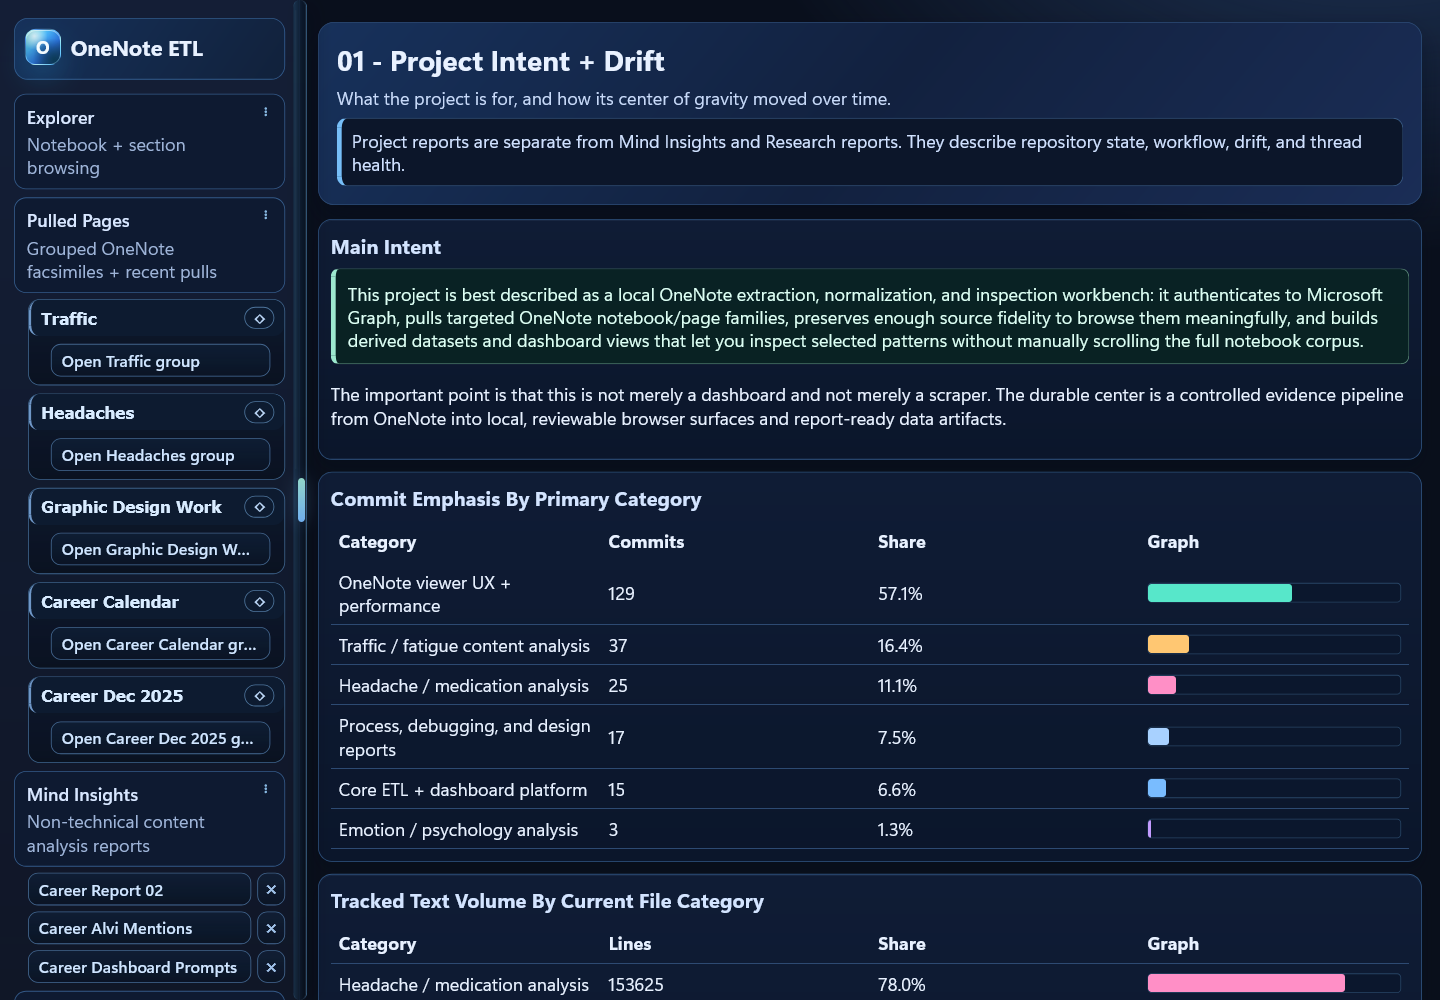 O
OneNote ETL
Explorer
Notebook + section
browsing
Pulled Pages
Grouped OneNote
facsimiles + recent pulls
Traffic
Open Traffic group
Headaches
Open Headaches group
Graphic Design Work
Open Graphic Design W...
Career Calendar
Open Career Calendar gr...
Career Dec 2025
Open Career Dec 2025 g...
Mind Insights
Non-technical content
analysis reports
Career Report 02
Career Alvi Mentions
Career Dashboard Prompts
01 - Project Intent + Drift
What the project is for, and how its center of gravity moved over time.
Project reports are separate from Mind Insights and Research reports. They describe repository state, workflow, drift, and thread
health.
Main Intent
This project is best described as a local OneNote extraction, normalization, and inspection workbench: it authenticates to Microsoft
Graph, pulls targeted OneNote notebook/page families, preserves enough source fidelity to browse them meaningfully, and builds
derived datasets and dashboard views that let you inspect selected patterns without manually scrolling the full notebook corpus.
The important point is that this is not merely a dashboard and not merely a scraper. The durable center is a controlled evidence pipeline
from OneNote into local, reviewable browser surfaces and report-ready data artifacts.
Commit Emphasis By Primary Category
Category Commits Share Graph
OneNote viewer UX +
performance 129 57.1%
Traffic / fatigue content analysis 37 16.4%
Headache / medication analysis 25 11.1%
Process, debugging, and design
reports 17 7.5%
Core ETL + dashboard platform 15 6.6%
Emotion / psychology analysis 3 1.3%
Tracked Text Volume By Current File Category
Category Lines Share Graph
Headache / medication analysis 153625 78.0%